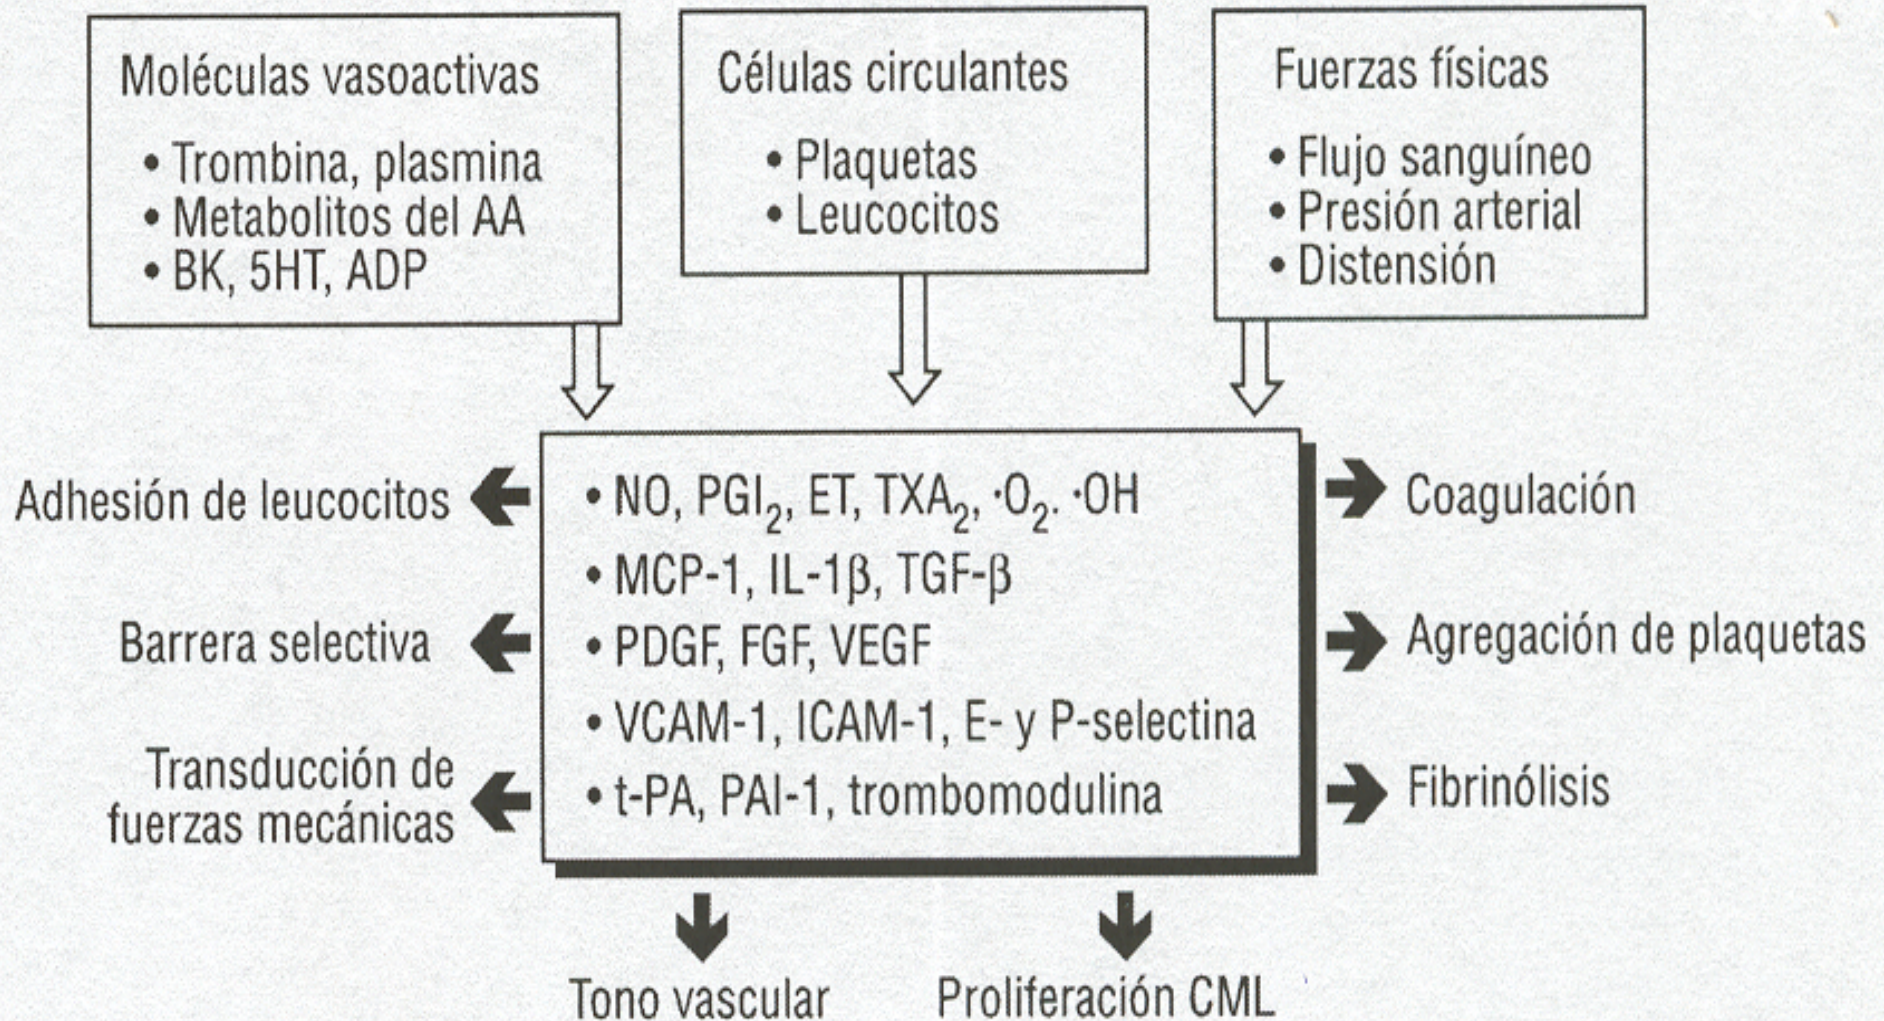 Moléculas vasoactivas
• Trombina, plasmina
• Metabolitos del AA
• BK, 5HT, ADP
Células circulantes
• Plaquetas
• Leucocitos
Fuerzas físicas
• Flujo sanguíneo
• Presión arterial
• Distensión
Adhesión de leucocitos
Barrera selectiva
Transducción de
fuerzas mecánicas
• NO, PGI₂, ET, TXA₂, ·O₂. ·OH
• MCP-1, IL-1β, TGF-β
• PDGF, FGF, VEGF
• VCAM-1, ICAM-1, E- y P-selectina
• t-PA, PAI-1, trombomodulina
Coagulación
Agregación de plaquetas
Fibrinólisis
Tono vascular
Proliferación CML